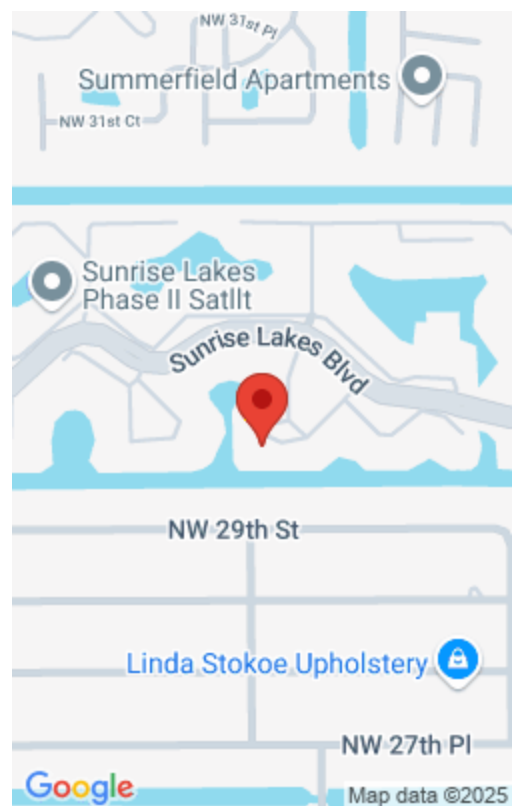 NW 31st Pl
Summerfield Apartments
NW 31st Ct
Sunrise Lakes
Phase II Satllt
Sunrise Lakes Blvd
NW 29th St
Linda Stokoe Upholstery
NW 27th Pl
Google
Map data ©2025